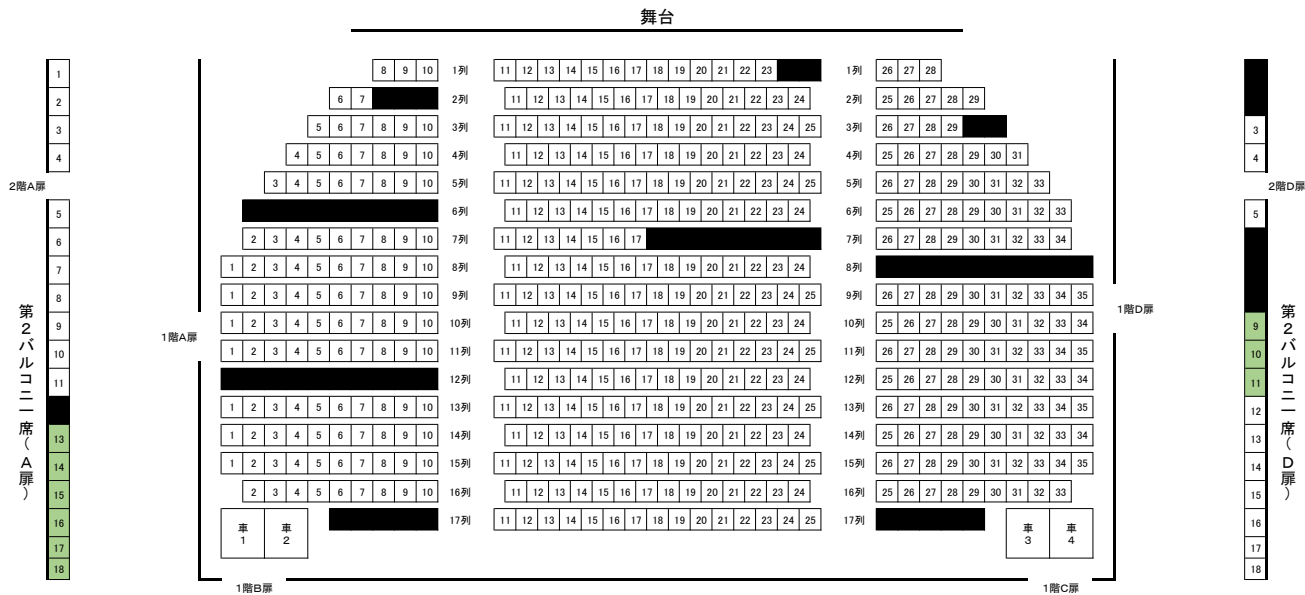 舞台
8 9 10 1列 11 12 13 14 15 16 17 18 19 20 21 22 23 1列 26 27 28
6 7 2列 11 12 13 14 15 16 17 18 19 20 21 22 23 24 2列 25 26 27 28 29
5 6 7 8 9 10 3列 11 12 13 14 15 16 17 18 19 20 21 22 23 24 25 3列 26 27 28 29
4 5 6 7 8 9 10 4列 11 12 13 14 15 16 17 18 19 20 21 22 23 24 4列 25 26 27 28 29 30 31
3 4 5 6 7 8 9 10 5列 11 12 13 14 15 16 17 18 19 20 21 22 23 24 25 5列 26 27 28 29 30 31 32 33
6列 11 12 13 14 15 16 17 18 19 20 21 22 23 24 6列 25 26 27 28 29 30 31 32 33
2 3 4 5 6 7 8 9 10 7列 11 12 13 14 15 16 17 7列 26 27 28 29 30 31 32 33 34
1 2 3 4 5 6 7 8 9 10 8列 11 12 13 14 15 16 17 18 19 20 21 22 23 24 8列
1 2 3 4 5 6 7 8 9 10 9列 11 12 13 14 15 16 17 18 19 20 21 22 23 24 25 9列 26 27 28 29 30 31 32 33 34 35
1 2 3 4 5 6 7 8 9 10 10列 11 12 13 14 15 16 17 18 19 20 21 22 23 24 10列 25 26 27 28 29 30 31 32 33 34
1 2 3 4 5 6 7 8 9 10 11列 11 12 13 14 15 16 17 18 19 20 21 22 23 24 25 11列 26 27 28 29 30 31 32 33 34 35
12列 11 12 13 14 15 16 17 18 19 20 21 22 23 24 12列 25 26 27 28 29 30 31 32 33 34
1 2 3 4 5 6 7 8 9 10 13列 11 12 13 14 15 16 17 18 19 20 21 22 23 24 25 13列 26 27 28 29 30 31 32 33 34 35
1 2 3 4 5 6 7 8 9 10 14列 11 12 13 14 15 16 17 18 19 20 21 22 23 24 14列 25 26 27 28 29 30 31 32 33 34
1 2 3 4 5 6 7 8 9 10 15列 11 12 13 14 15 16 17 18 19 20 21 22 23 24 25 15列 26 27 28 29 30 31 32 33 34 35
2 3 4 5 6 7 8 9 10 16列 11 12 13 14 15 16 17 18 19 20 21 22 23 24 16列 25 26 27 28 29 30 31 32 33
車1 車2 17列 11 12 13 14 15 16 17 18 19 20 21 22 23 24 25 17列 車3 車4
1階A扉
1階B扉
1階C扉
1階D扉
第2バルコニー席(A扉)
1
2
3
4
2階A扉
5
6
7
8
9
10
11
13
14
15
16
17
18
第2バルコニー席(D扉)
3
4
2階D扉
5
9
10
11
12
13
14
15
16
17
18